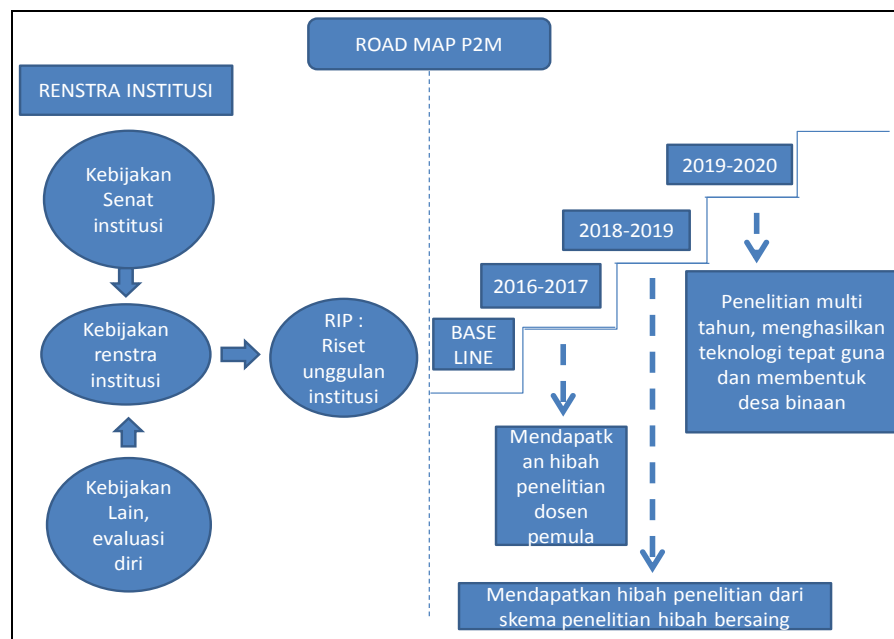 ROAD MAP P2M
RENSTRA INSTITUSI
Kebijakan
Senat
institusi
Kebijakan
renstra
institusi
Kebijakan
Lain,
evaluasi
diri
RIP :
Riset
unggulan
institusi
BASE
LINE
2016-2017
2018-2019
2019-2020
Mendapatk
an hibah
penelitian
dosen
pemula
Mendapatkan hibah penelitian dari
skema penelitian hibah bersaing
Penelitian multi
tahun, menghasilkan
teknologi tepat guna
dan membentuk
desa binaan